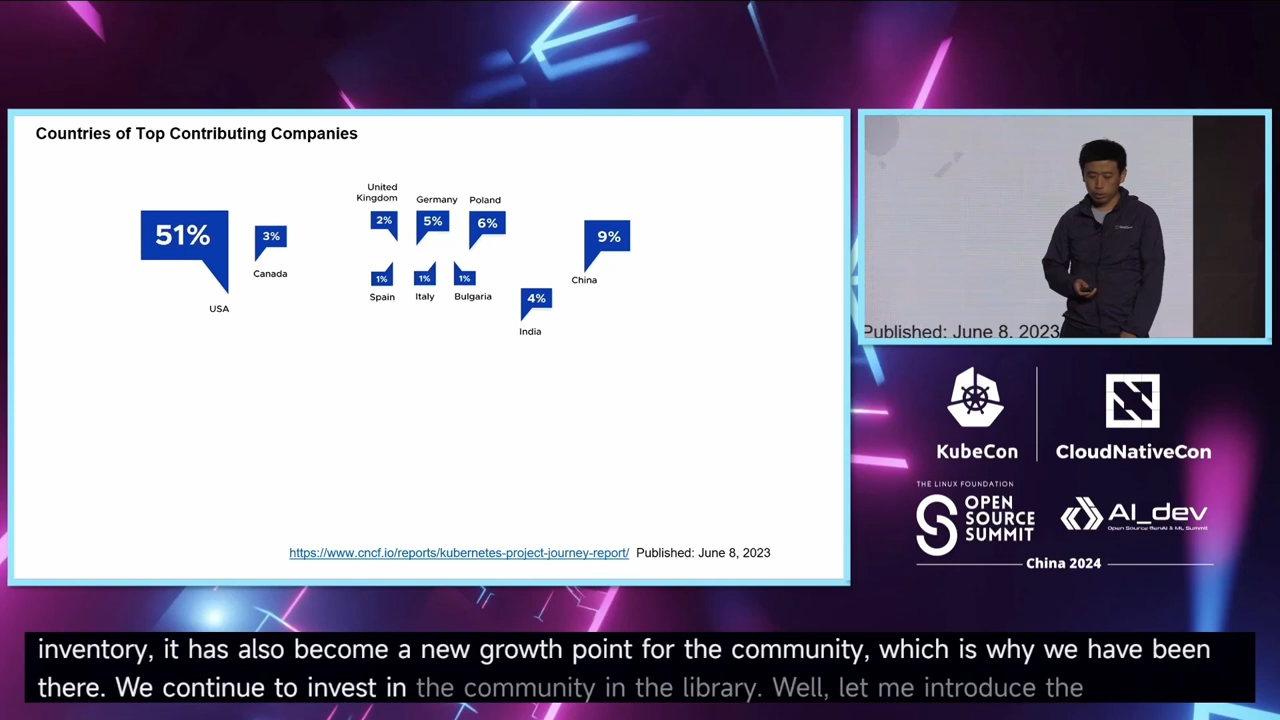 Countries of Top Contributing Companies
51%
USA
3%
Canada
United
Kingdom
2%
Germany
5%
Poland
6%
1%
Spain
1%
Italy
1%
Bulgaria
9%
China
4%
India
https://www.cncf.io/reports/kubernetes-project-journey-report/ Published: June 8, 2023
Published: June 8, 2023
KubeCon
CloudNativeCon
THE LINUX FOUNDATION
OPEN
SOURCE
SUMMIT
AI_dev
Open Source GenAI & ML Summit
China 2024
inventory, it has also become a new growth point for the community, which is why we have been
there. We continue to invest in the community in the library. Well, let me introduce the